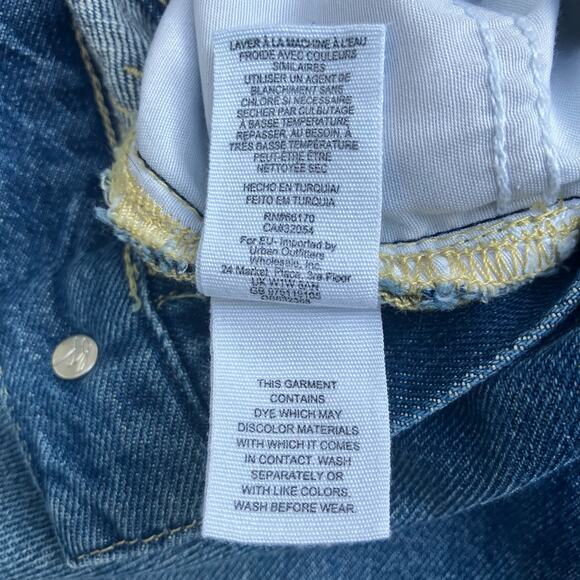 LAVER À LA MACHINE À L'EAU
FROIDE AVEC COULEURS
SIMILAIRES
UTILISER UN AGENT DE
BLANCHIMENT SANS
CHLORE SI NÉCESSAIRE
SÉCHER PAR CULBUTAGE
À BASSE TEMPÉRATURE
REPASSER, AU BESOIN, À
TRÈS BASSE TEMPÉRATURE
PEUT-ÊTRE ÊTRE
NETTOYÉE SEC
HECHO EN TURQUIA/
FEITO EM TURQUIA
RN#66170
CA#32054
For EU- Imported by
Urban Outfitters
Wholesale, Inc.
24 Market, Place, 3rd Floor
UK W1W 8AH
GB 979119105
THIS GARMENT
CONTAINS
DYE WHICH MAY
DISCOLOR MATERIALS
WITH WHICH IT COMES
IN CONTACT. WASH
SEPARATELY OR
WITH LIKE COLORS.
WASH BEFORE WEAR.